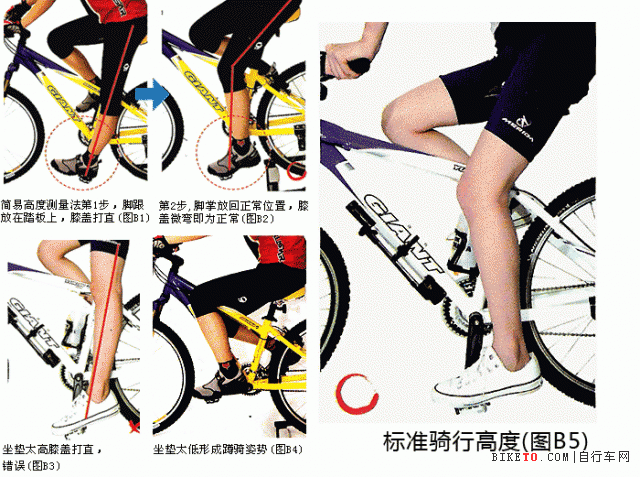 GIANT
GIANT
简易高度测量法第1步，脚跟
放在踏板上，膝盖打直(图B1)
第2步，脚掌放回正常位置，膝
盖微弯即为正常(图B2)
GIANT
坐垫太高膝盖打直，
错误(图B3)
坐垫太低形成蹲骑姿势(图B4)
MERIDA
GIANT
标准骑行高度(图B5)
BIKETO.COM|自行车网